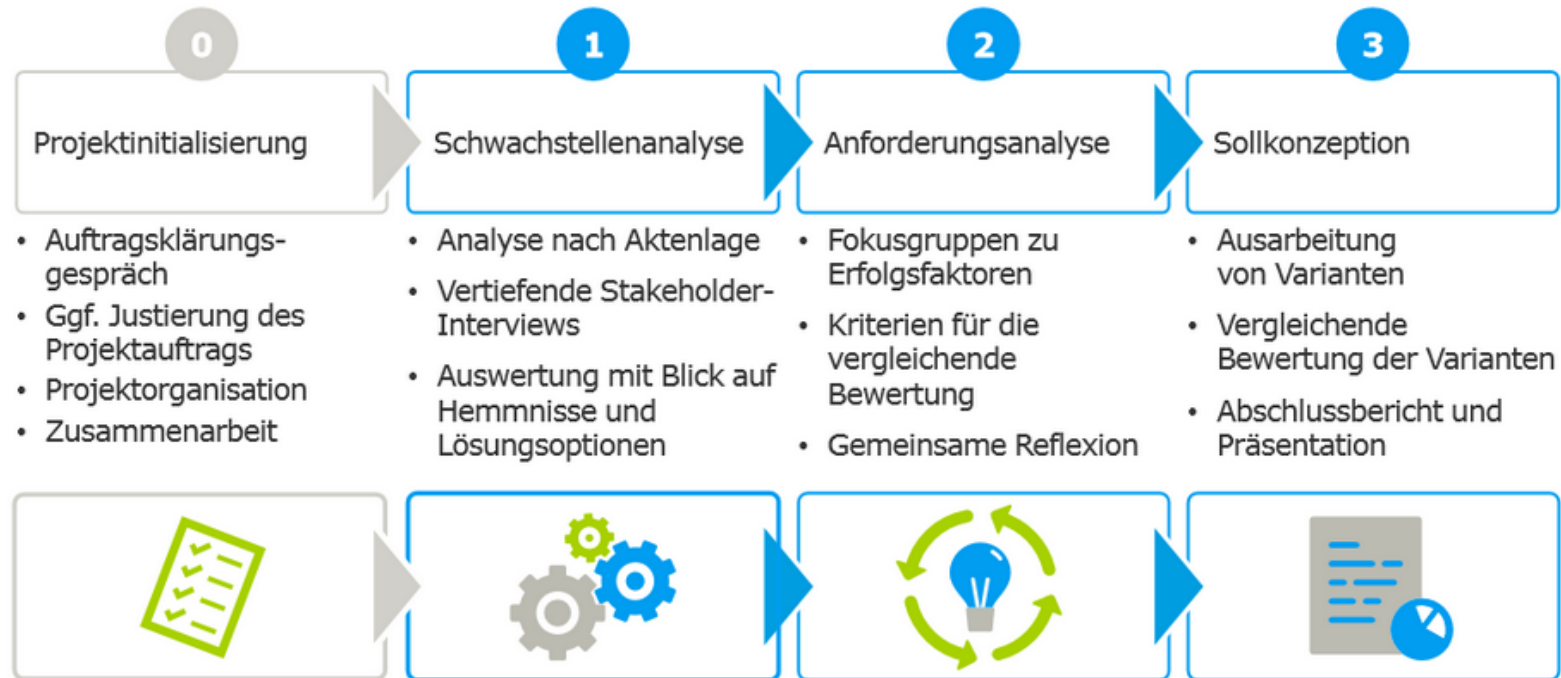 0
Projektinitialisierung
• Auftragsklärungs-
gespräch
• Ggf. Justierung des
Projektauftrags
• Projektorganisation
• Zusammenarbeit
1
Schwachstellenanalyse
• Analyse nach Aktenlage
• Vertiefende Stakeholder-
Interviews
• Auswertung mit Blick auf
Hemmnisse und
Lösungsoptionen
2
Anforderungsanalyse
• Fokusgruppen zu
Erfolgsfaktoren
• Kriterien für die
vergleichende
Bewertung
• Gemeinsame Reflexion
3
Sollkonzeption
• Ausarbeitung
von Varianten
• Vergleichende
Bewertung der Varianten
• Abschlussbericht und
Präsentation